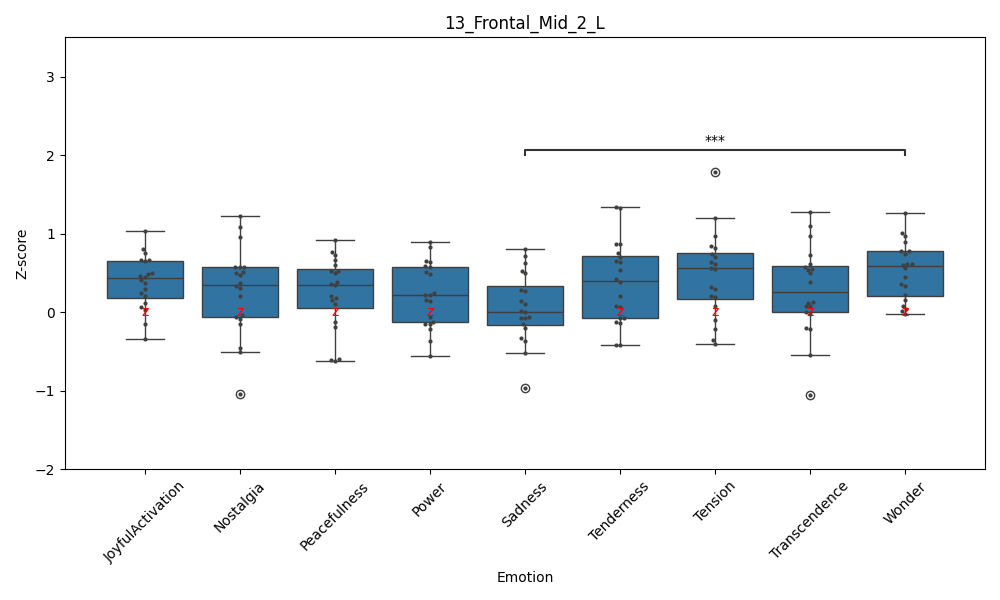 13_Frontal_Mid_2_L
Z-score
3
2
1
0
−1
−2
***
z z z z z z z z
JoyfulActivation
Nostalgia
Peacefulness
Power
Sadness
Tenderness
Tension
Transcendence
Wonder
Emotion